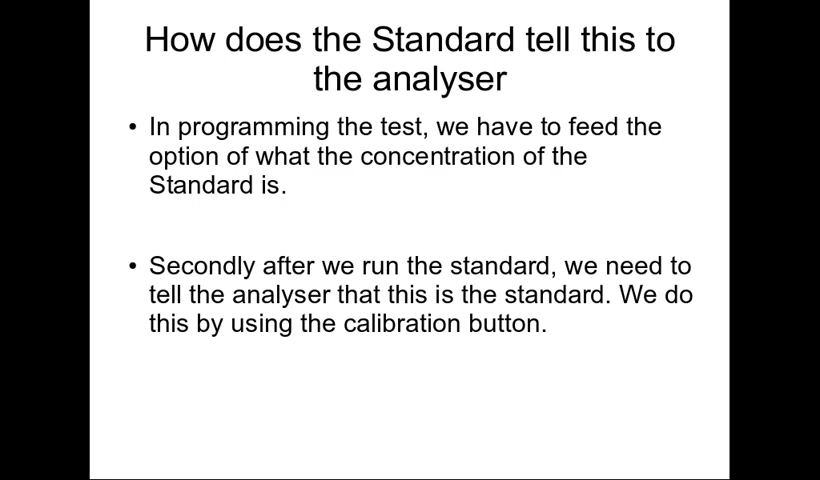 How does the Standard tell this to
the analyser
• In programming the test, we have to feed the
option of what the concentration of the
Standard is.
• Secondly after we run the standard, we need to
tell the analyser that this is the standard. We do
this by using the calibration button.